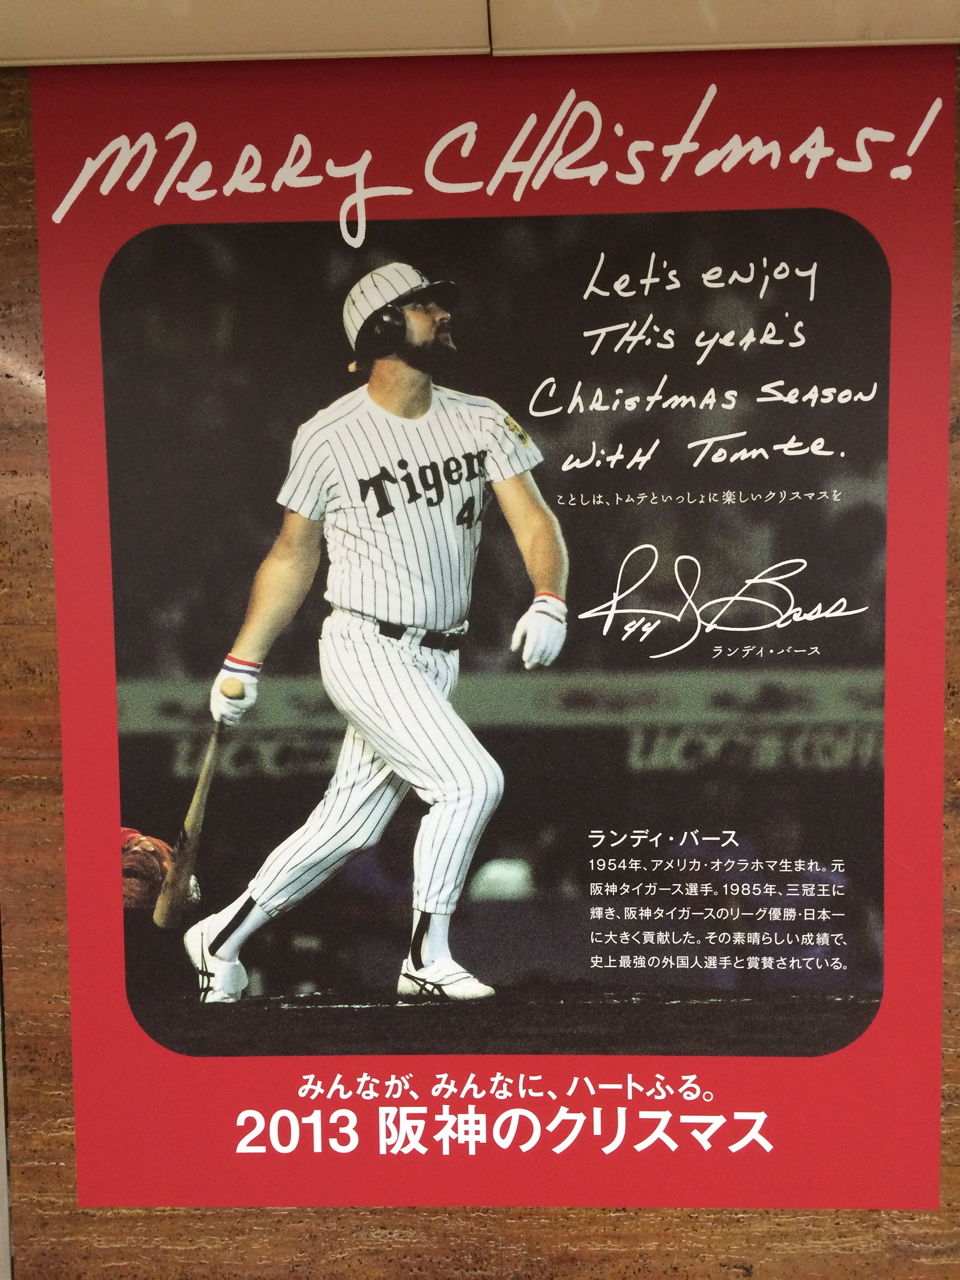 Merry Christmas!
Let's enjoy
This year's
Christmas season
with Tomte.
ことしは、トムテといっしょに楽しいクリスマスを
Randy Bass
44
ランディ・バース
Tigers
4
ランディ・バース
1954年、アメリカ・オクラホマ生まれ。元
阪神タイガース選手。1985年、三冠王に
輝き、阪神タイガースのリーグ優勝・日本一
に大きく貢献した。その素晴らしい成績で、
史上最強の外国人選手と賞賛されている。
みんなが、みんなに、ハートふる。
2013 阪神のクリスマス